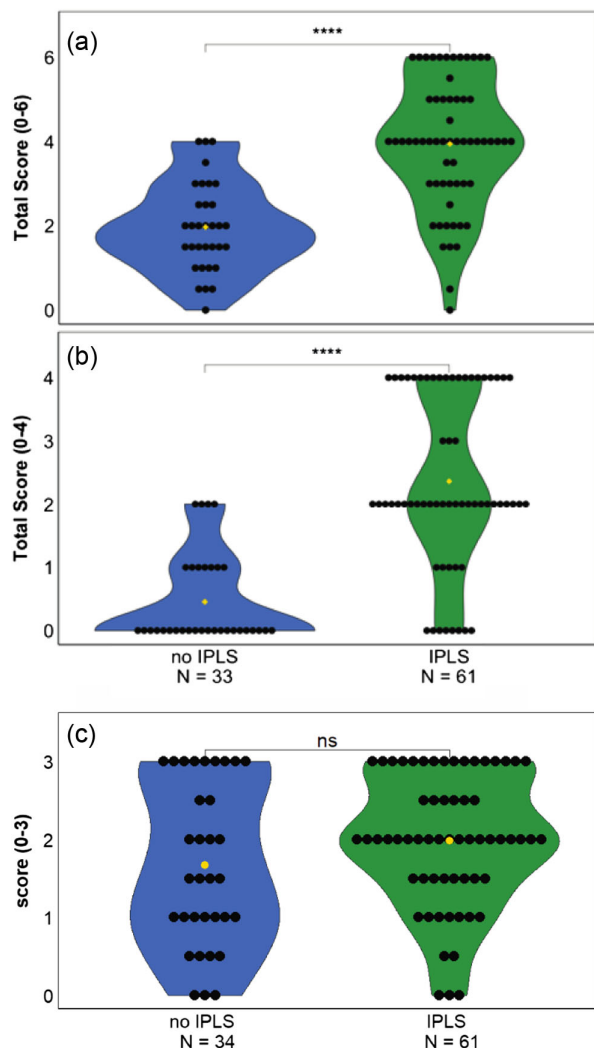 (a)
****
Total Score (0-6)
6
4
2
0
(b)
****
Total Score (0-4)
4
3
2
1
0
no IPLS
N = 33
IPLS
N = 61
(c)
ns
score (0-3)
3
2
1
0
no IPLS
N = 34
IPLS
N = 61